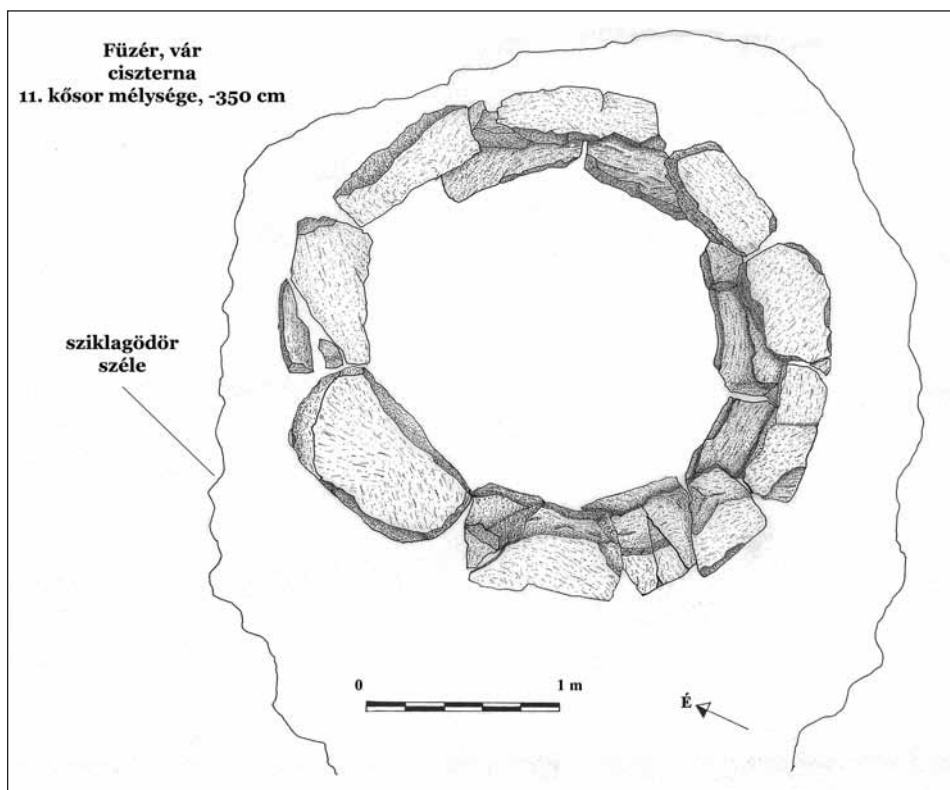 Füzér, vár
ciszterna
11. kősor mélysége, -350 cm
sziklagödör
széle
0 1 m
É